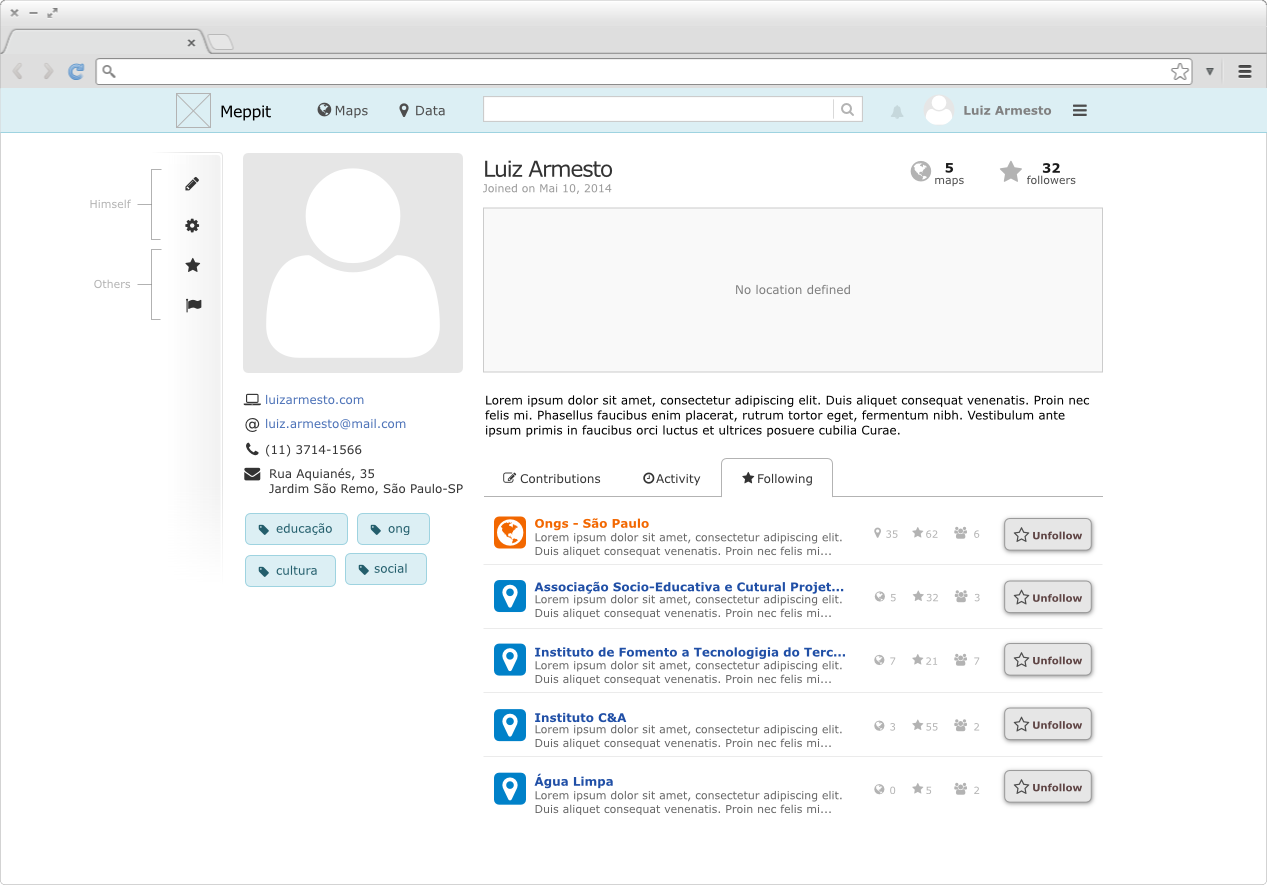 Meppit
Maps
Data
Luiz Armesto
Himself
Others
Luiz Armesto
Joined on Mai 10, 2014
5
maps
32
followers
No location defined
luizarmesto.com
luiz.armesto@mail.com
(11) 3714-1566
Rua Aquianés, 35
Jardim São Remo, São Paulo-SP
educação
ong
cultura
social
Lorem ipsum dolor sit amet, consectetur adipiscing elit. Duis aliquet consequat venenatis. Proin nec
felis mi. Phasellus faucibus enim placerat, rutrum tortor eget, fermentum nibh. Vestibulum ante
ipsum primis in faucibus orci luctus et ultrices posuere cubilia Curae.
Contributions
Activity
Following
Ongs - São Paulo
Lorem ipsum dolor sit amet, consectetur adipiscing elit.
Duis aliquet consequat venenatis. Proin nec felis mi...
35
62
6
Unfollow
Associação Socio-Educativa e Cutural Projet...
Lorem ipsum dolor sit amet, consectetur adipiscing elit.
Duis aliquet consequat venenatis. Proin nec felis mi...
5
32
3
Unfollow
Instituto de Fomento a Tecnologigia do Terc...
Lorem ipsum dolor sit amet, consectetur adipiscing elit.
Duis aliquet consequat venenatis. Proin nec felis mi...
7
21
7
Unfollow
Instituto C&A
Lorem ipsum dolor sit amet, consectetur adipiscing elit.
Duis aliquet consequat venenatis. Proin nec felis mi...
3
55
2
Unfollow
Água Limpa
Lorem ipsum dolor sit amet, consectetur adipiscing elit.
Duis aliquet consequat venenatis. Proin nec felis mi...
0
5
2
Unfollow